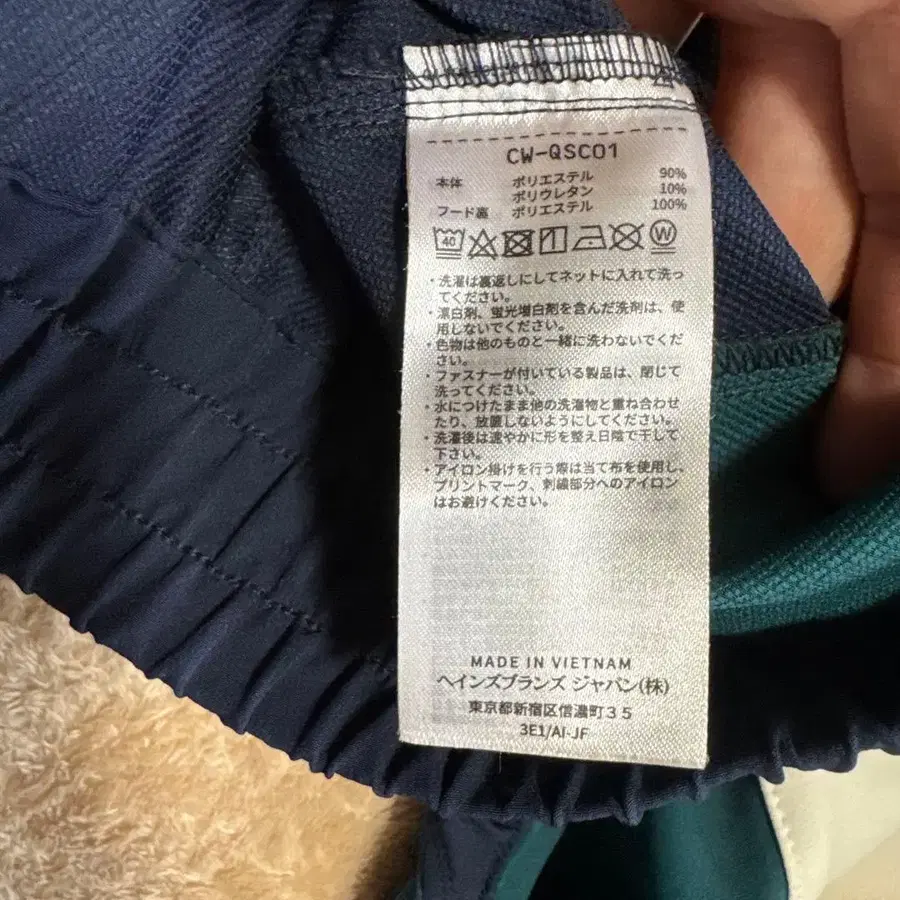 CW-QSC01
本体 ポリエステル 90%
ポリウレタン 10%
フード裏 ポリエステル 100%
40 W
・洗濯は裏返しにしてネットに入れて洗っ
てください。
・漂白剤、蛍光増白剤を含んだ洗剤は、使
用しないでください。
・色物は他のものと一緒に洗わないでくだ
さい。
・ファスナーが付いている製品は、閉じて
洗ってください。
・水につけたまま他の洗濯物と重ね合わせ
たり、放置しないようにしてください。
・洗濯後は速やかに形を整え日陰で干して
下さい。
・アイロン掛けを行う際は当て布を使用し、
プリントマーク、刺繍部分へのアイロン
はお避けください。
MADE IN VIETNAM
ヘインズブランズ ジャパン(株)
東京都新宿区信濃町35
3E1/AI-JF